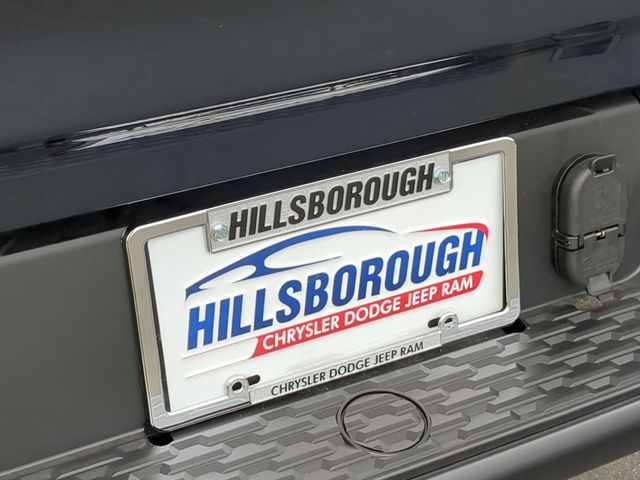 HILLSBOROUGH
HILLSBOROUGH
CHRYSLER DODGE JEEP RAM
CHRYSLER DODGE JEEP RAM